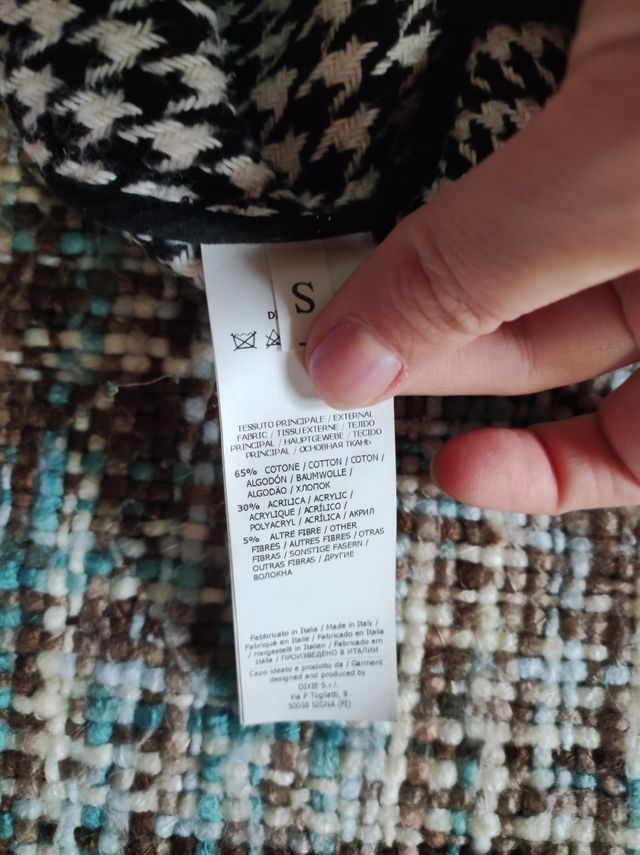 S
D
TESSUTO PRINCIPALE / EXTERNAL
FABRIC / TISSU EXTERNE / TEJIDO
PRINCIPAL / HAUPTGEWEBE / TECIDO
PRINCIPAL / ОСНОВНАЯ ТКАНЬ
65% COTONE / COTTON / COTON /
ALGODÓN / BAUMWOLLE /
ALGODÃO / ХЛОПОК
30% ACRILICA / ACRYLIC /
ACRYLIQUE / ACRÍLICO /
POLYACRYL / ACRÍLICA / АКРИЛ
5% ALTRE FIBRE / OTHER
FIBRES / AUTRES FIBRES / OTRAS
FIBRAS / SONSTIGE FASERN /
OUTRAS FIBRAS / ДРУГИЕ
ВОЛОКНА
Fabbricato in Italia / Made in Italy /
Fabriqué en Italie / Fabricado en Italia
/ Hergestellt in Italien / Fabricado em
Itália / ПРОИЗВЕДЕНО В ИТАЛИИ
Capo ideato e prodotto da / Garment
designed and produced by
DIXIE S.r.l.
Via P Togliatti, 9
50058 SIGNA (FI)